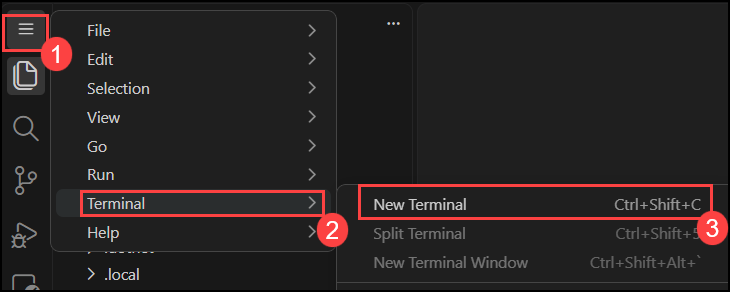 1
File
Edit
Selection
View
Go
Run
Terminal
2
Help
New Terminal Ctrl+Shift+C
3
Split Terminal Ctrl+Shift+5
New Terminal Window Ctrl+Shift+Alt+`
.local